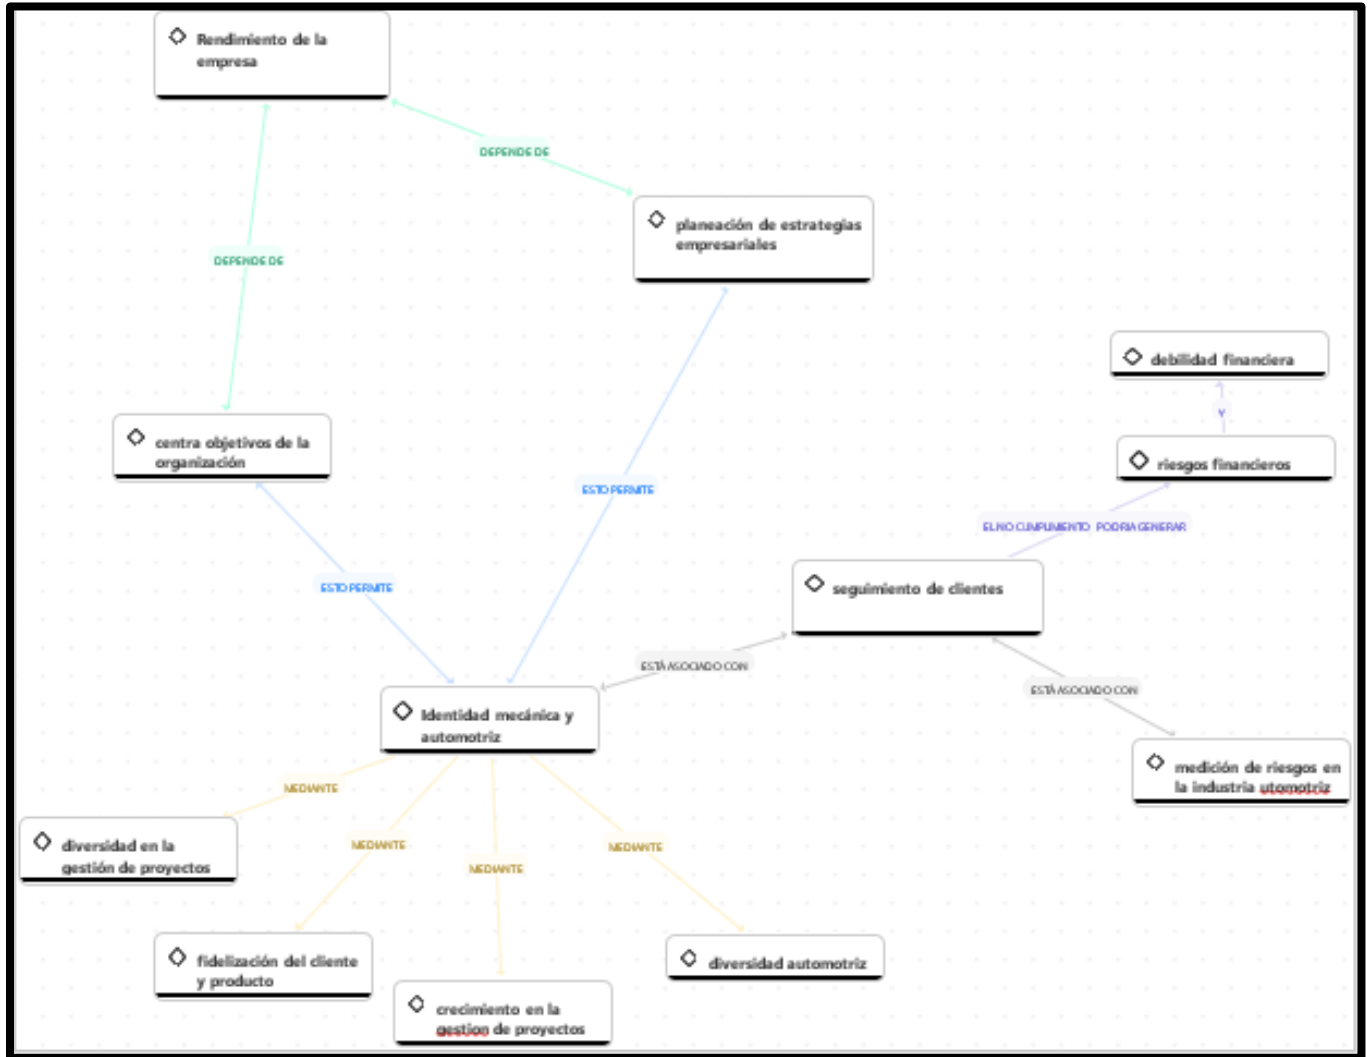 Rendimiento de la
empresa
DEPENDE DE
planeación de estrategias
empresariales
DEPENDE DE
debilidad financiera
Y
centra objetivos de la
organización
riesgos financieros
ESTO PERMITE
EL NO CUMPLIMIENTO PODRIA GENERAR
ESTO PERMITE
seguimiento de clientes
ESTÁ ASOCIADO CON
ESTÁ ASOCIADO CON
Identidad mecánica y
automotriz
medición de riesgos en
la industria utomotriz
MEDIANTE
MEDIANTE
MEDIANTE
MEDIANTE
diversidad en la
gestión de proyectos
fidelización del cliente
y producto
diversidad automotriz
crecimiento en la
gestion de proyectos